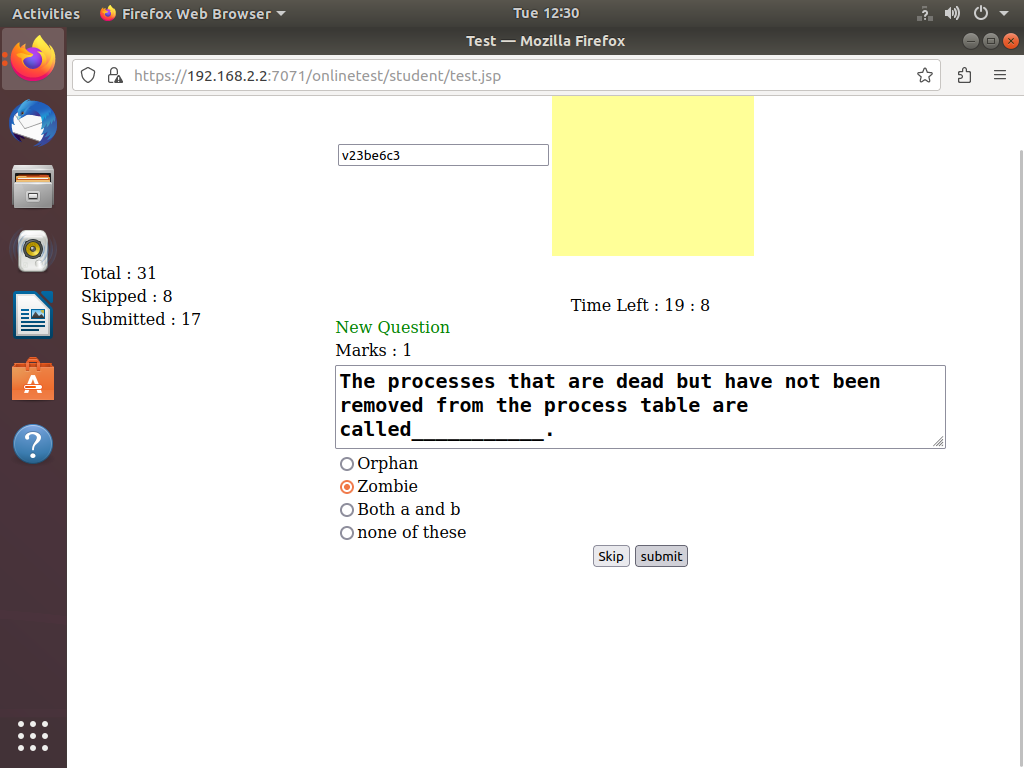 Activities
Firefox Web Browser
Tue 12:30
?
Test — Mozilla Firefox
https://192.168.2.2:7071/onlinetest/student/test.jsp
v23be6c3
Total : 31
Skipped : 8
Submitted : 17
Time Left : 19 : 8
New Question
Marks : 1
The processes that are dead but have not been
removed from the process table are
called___________.
Orphan
Zombie
Both a and b
none of these
Skip submit
A
?